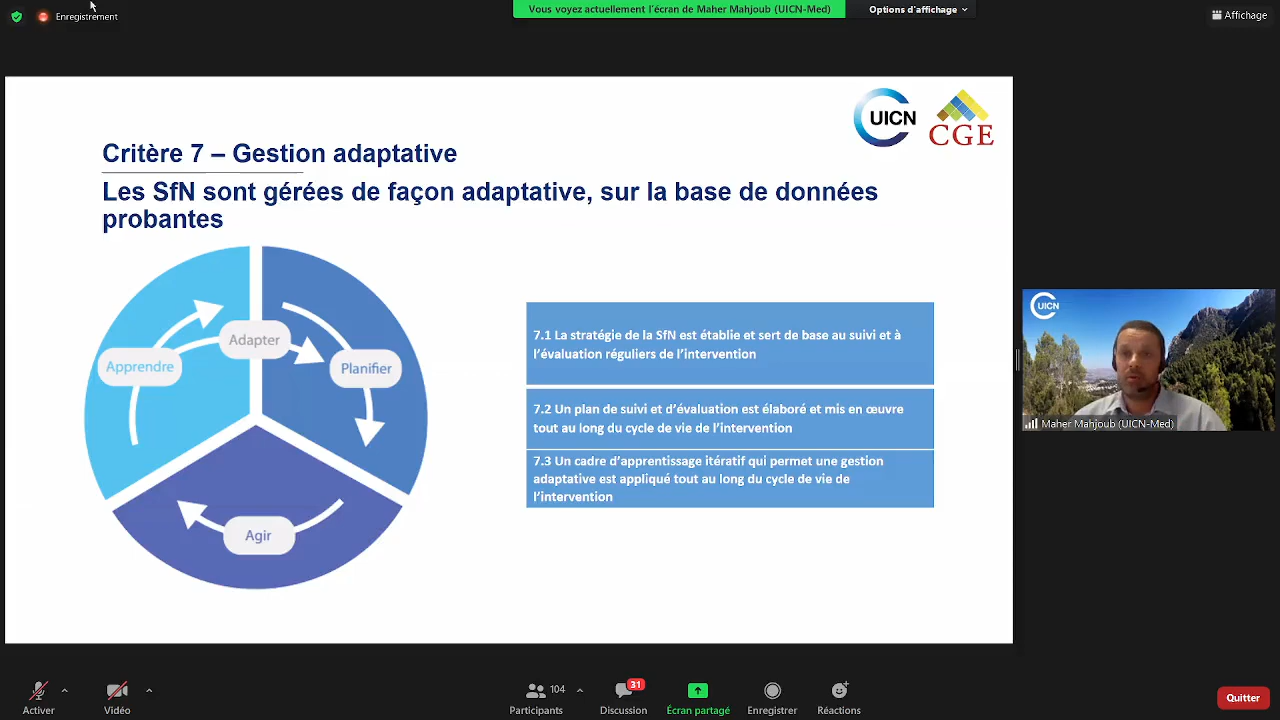 Enregistrement
Vous voyez actuellement l'écran de Maher Mahjoub (UICN-Med)
Options d'affichage
Affichage
UICN
CGE
Critère 7 – Gestion adaptative
Les SfN sont gérées de façon adaptative, sur la base de données
probantes
Adapter
Apprendre
Planifier
Agir
7.1 La stratégie de la SfN est établie et sert de base au suivi et à
l'évaluation réguliers de l'intervention
7.2 Un plan de suivi et d'évaluation est élaboré et mis en œuvre
tout au long du cycle de vie de l'intervention
7.3 Un cadre d'apprentissage itératif qui permet une gestion
adaptative est appliqué tout au long du cycle de vie de
l'intervention
UICN
Maher Mahjoub (UICN-Med)
104
31
Activer
Vidéo
Participants
Discussion
Écran partagé
Enregistrer
Réactions
Quitter